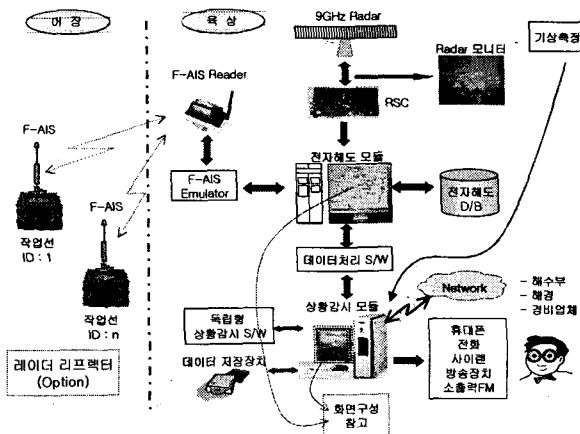 어 장
육 상
9GHz Radar
Radar 모니터
기상측정
F-AIS Reader
RSC
F-AIS
전자해도 모듈
F-AIS
Emulator
전자해도
D/B
F-AIS
작업선
ID : 1
데이터처리 S/W
상황감시 모듈
Network
- 해수부
- 해경
- 경비업체
작업선
ID : n
독립형
상황감시 S/W
휴대폰
전화
사이렌
방송장치
소출력FM
데이터 저장장치
레이더 리프렉터
(Option)
화면구성
참고